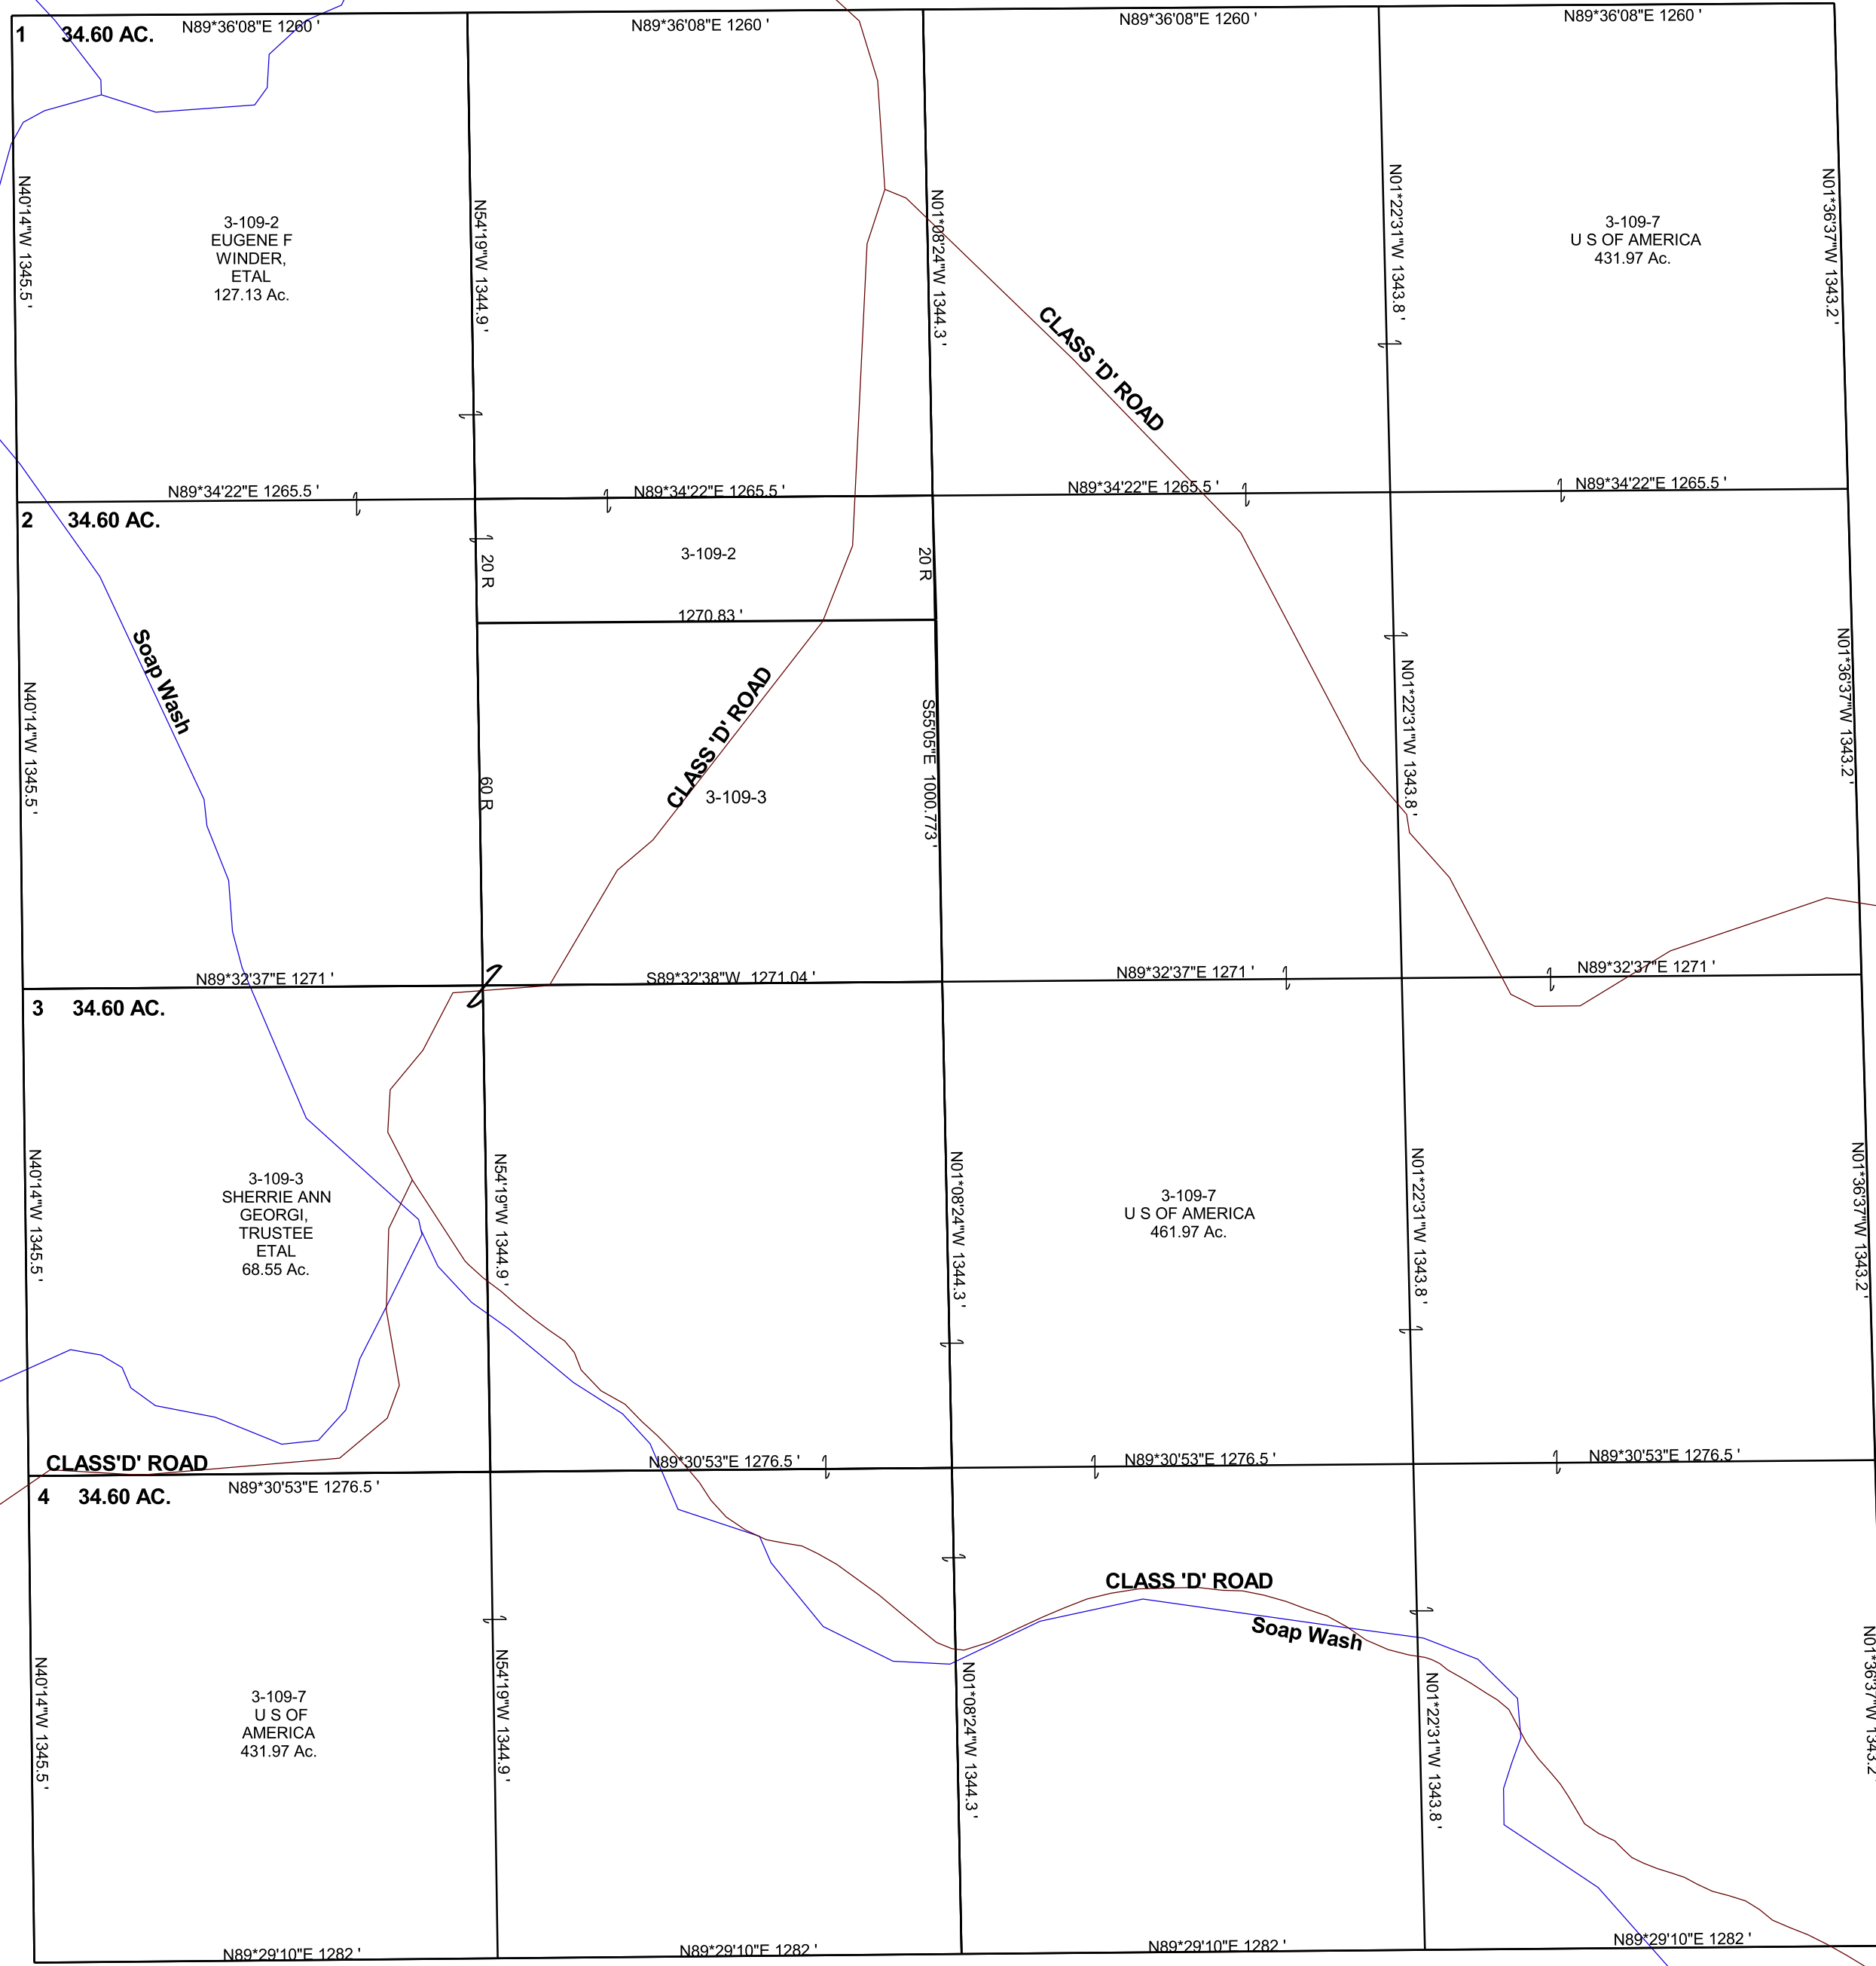 1 34.60 AC. N89*36'08"E 1260 '
N89*36'08"E 1260 '
N89*36'08"E 1260 '
N89*36'08"E 1260 '
N40'14"W 1345.5 '
3-109-2
EUGENE F
WINDER,
ETAL
127.13 Ac.
N54'19"W 1344.9 '
N01*08'24"W 1344.3 '
CLASS 'D' ROAD
N01*22'31"W 1343.8 '
3-109-7
U S OF AMERICA
431.97 Ac.
N01*36'37"W 1343.2 '
N89*34'22"E 1265.5 '
N89*34'22"E 1265.5 '
N89*34'22"E 1265.5 '
N89*34'22"E 1265.5 '
2 34.60 AC.
20 R
3-109-2
20 R
1270.83 '
Soap Wash
N40'14"W 1345.5 '
60 R
CLASS 'D' ROAD
3-109-3
S55'05"E 1000.773 '
N01*22'31"W 1343.8 '
N01*36'37"W 1343.2 '
N89*32'37"E 1271 '
S89*32'38"W 1271.04 '
N89*32'37"E 1271 '
N89*32'37"E 1271 '
3 34.60 AC.
N40'14"W 1345.5 '
3-109-3
SHERRIE ANN
GEORGI,
TRUSTEE
ETAL
68.55 Ac.
N54'19"W 1344.9 '
N01*08'24"W 1344.3 '
3-109-7
U S OF AMERICA
461.97 Ac.
N01*22'31"W 1343.8 '
N01*36'37"W 1343.2 '
CLASS'D' ROAD
N89*30'53"E 1276.5 '
N89*30'53"E 1276.5 '
N89*30'53"E 1276.5 '
N89*30'53"E 1276.5 '
4 34.60 AC.
N40'14"W 1345.5 '
3-109-7
U S OF
AMERICA
431.97 Ac.
N54'19"W 1344.9 '
N01*08'24"W 1344.3 '
CLASS 'D' ROAD
Soap Wash
N01*22'31"W 1343.8 '
N01*36'37"W 1343.2 '
N89*29'10"E 1282 '
N89*29'10"E 1282 '
N89*29'10"E 1282 '
N89*29'10"E 1282 '